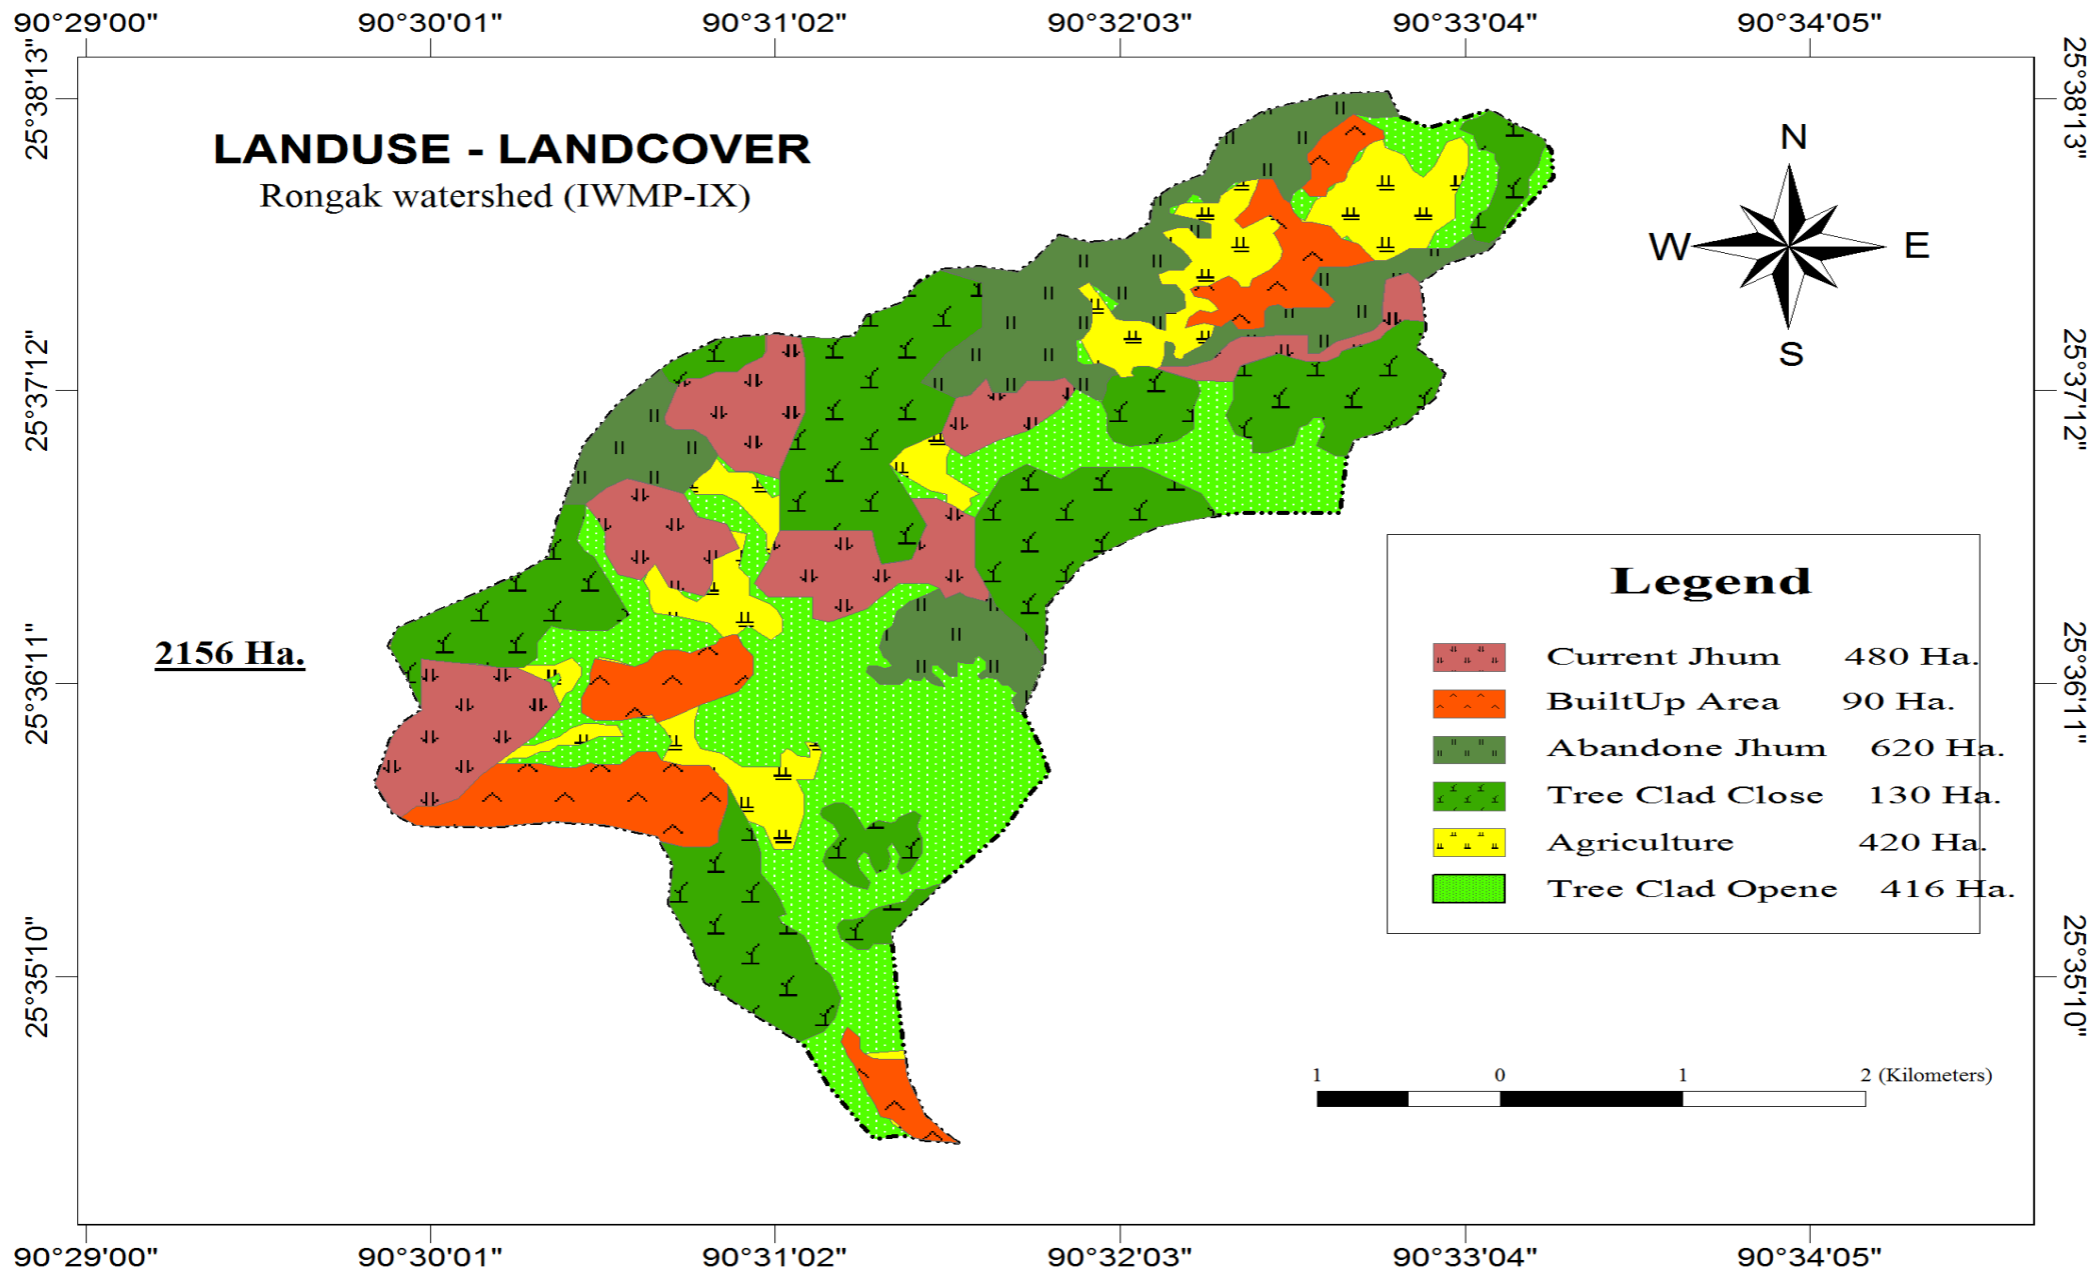 90°29'00" 90°30'01" 90°31'02" 90°32'03" 90°33'04" 90°34'05"
25°38'13"
25°38'13"
LANDUSE - LANDCOVER
Rongak watershed (IWMP-IX)
N
W E
S
25°37'12"
25°37'12"
Legend
2156 Ha.
Current Jhum 480 Ha.
BuiltUp Area 90 Ha.
Abandone Jhum 620 Ha.
Tree Clad Close 130 Ha.
Agriculture 420 Ha.
Tree Clad Opene 416 Ha.
25°36'11"
25°36'11"
25°35'10"
25°35'10"
1 0 1 2 (Kilometers)
90°29'00" 90°30'01" 90°31'02" 90°32'03" 90°33'04" 90°34'05"